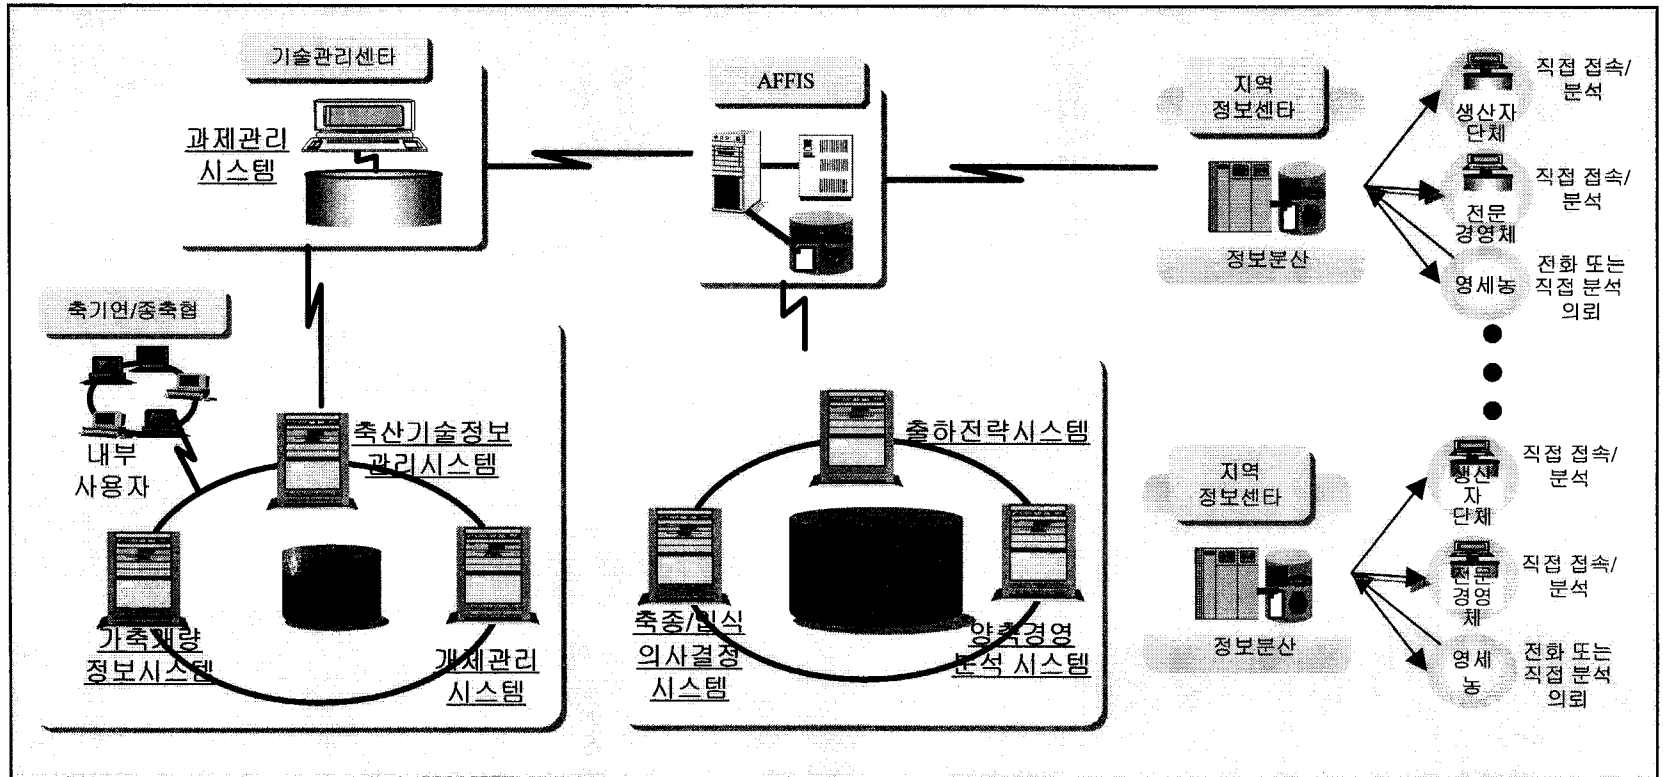 기술관리센타
과제관리
시스템
AFFIS
지역
정보센타
정보분산
생산자
단체
직접 접속/
분석
전문
경영체
직접 접속/
분석
영세농
전화 또는
직접 분석
의뢰
축기연/종축협
내부
사용자
축산기술정보
관리시스템
가축개량
정보시스템
개체관리
시스템
출하전략시스템
축종/입식
의사결정
시스템
양축경영
분석 시스템
지역
정보센타
정보분산
생산
자
단체
직접 접속/
분석
전문
경영
체
직접 접속/
분석
영세
농
전화 또는
직접 분석
의뢰